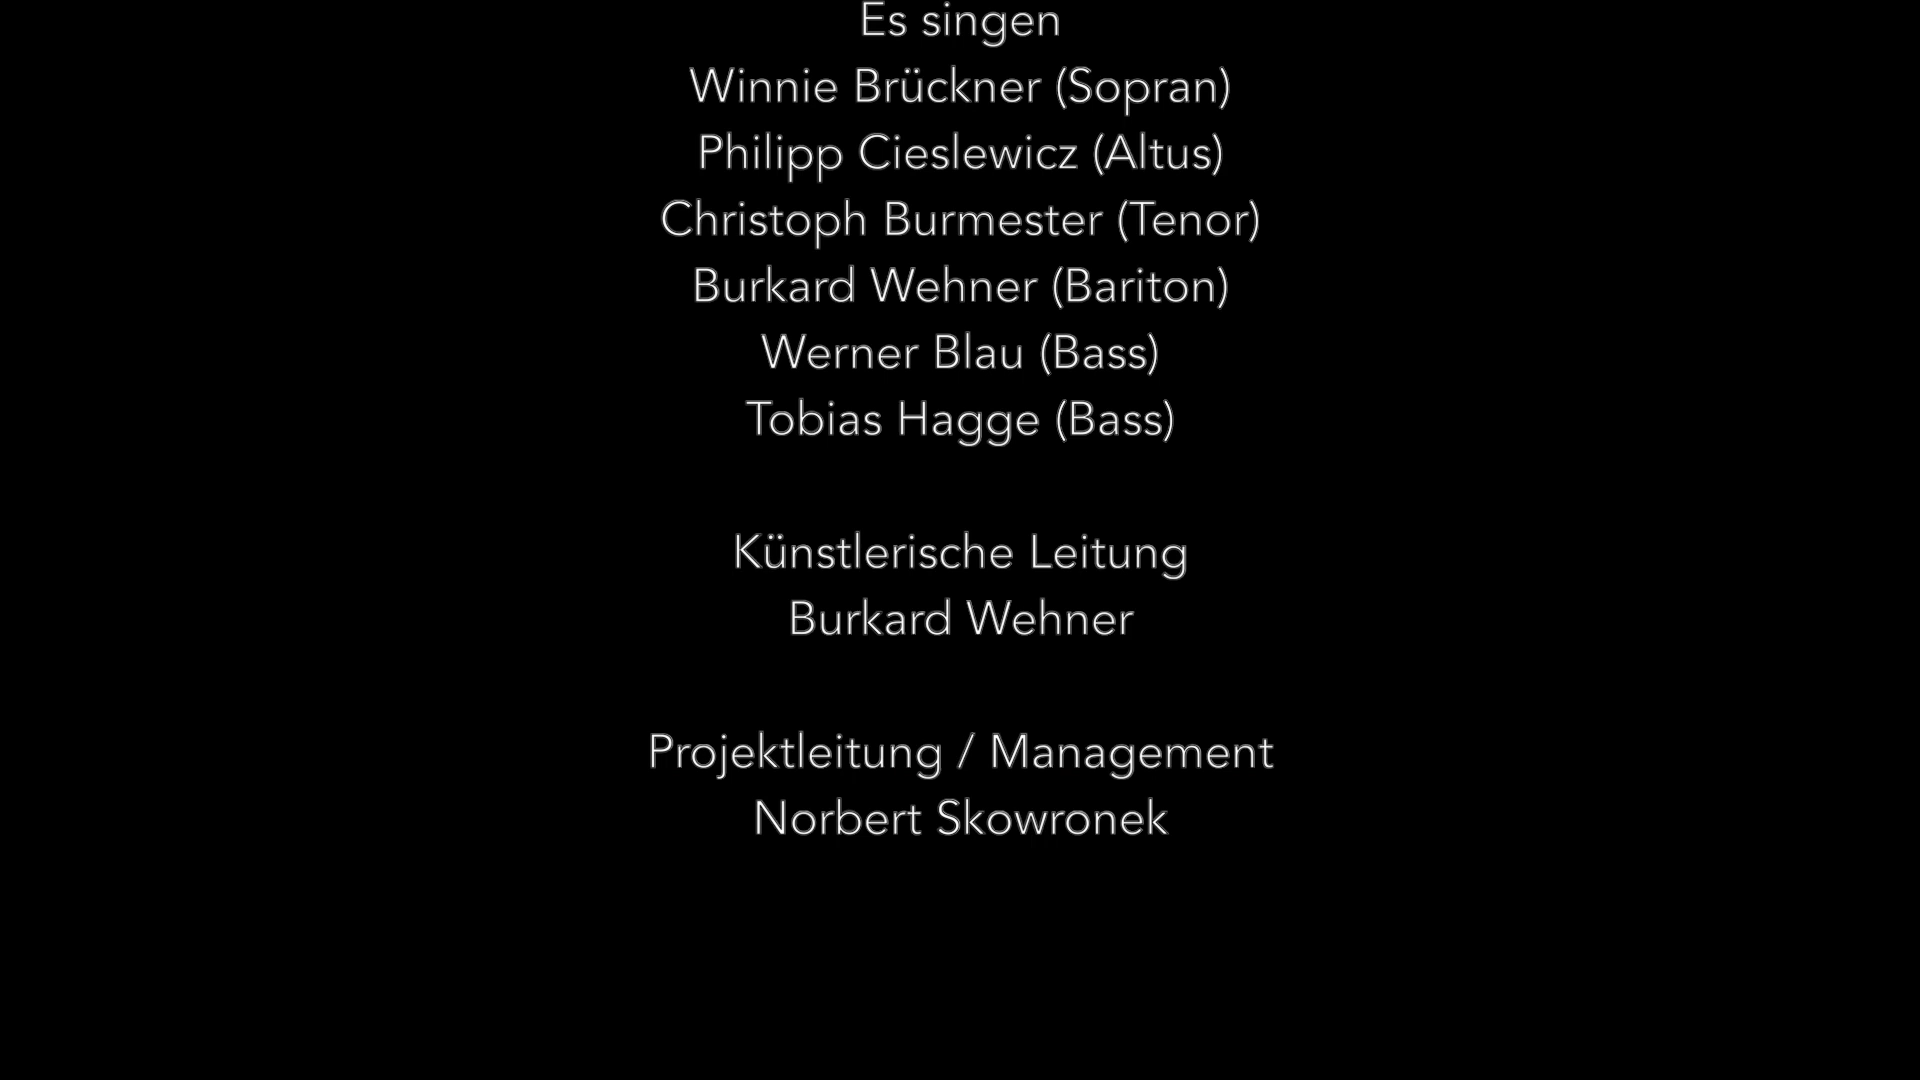 Es singen
Winnie Brückner (Sopran)
Philipp Cieslewicz (Altus)
Christoph Burmester (Tenor)
Burkard Wehner (Bariton)
Werner Blau (Bass)
Tobias Hagge (Bass)
Künstlerische Leitung
Burkard Wehner
Projektleitung / Management
Norbert Skowronek